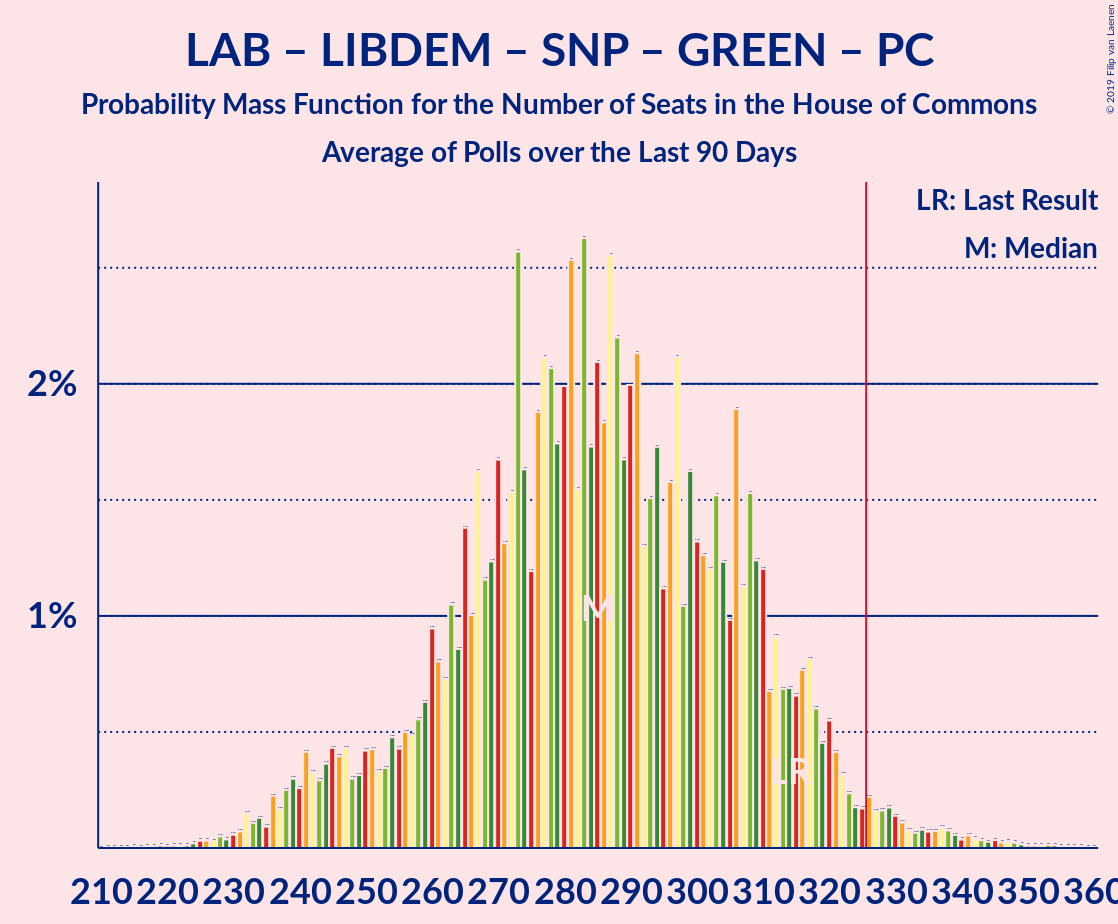 LAB – LIBDEM – SNP – GREEN – PC
Probability Mass Function for the Number of Seats in the House of Commons
Average of Polls over the Last 90 Days
© 2019 Filip van Laenen
LR: Last Result
M: Median
2%
1%
M
LR
210 220 230 240 250 260 270 280 290 300 310 320 330 340 350 360